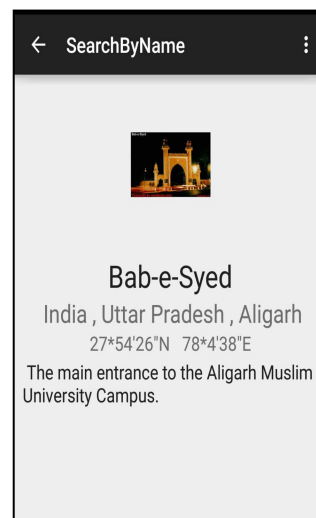 SearchByName
Bab-e-Syed
India , Uttar Pradesh , Aligarh
27*54'26"N 78*4'38"E
The main entrance to the Aligarh Muslim
University Campus.